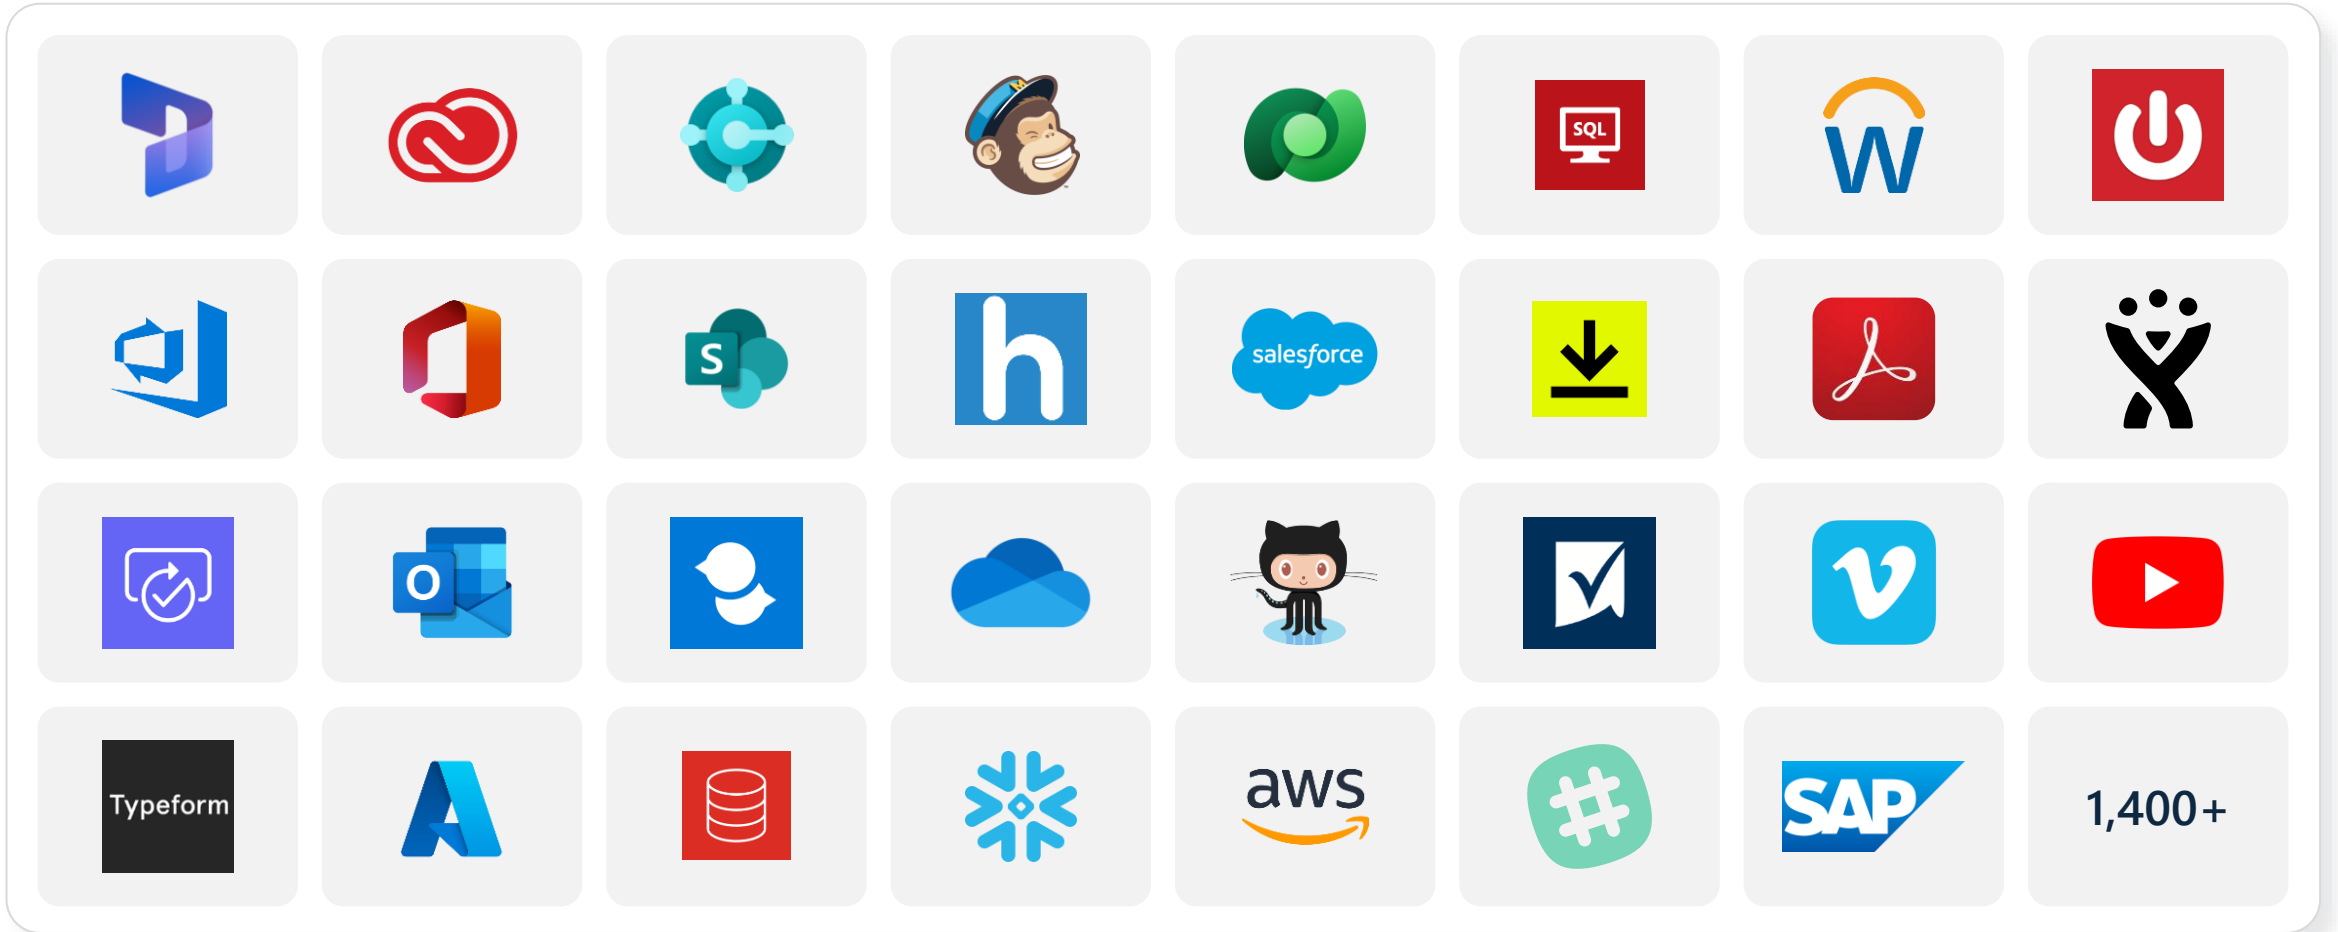 SQL
W
S
h
salesforce
O
Typeform
aws
SAP
1,400+